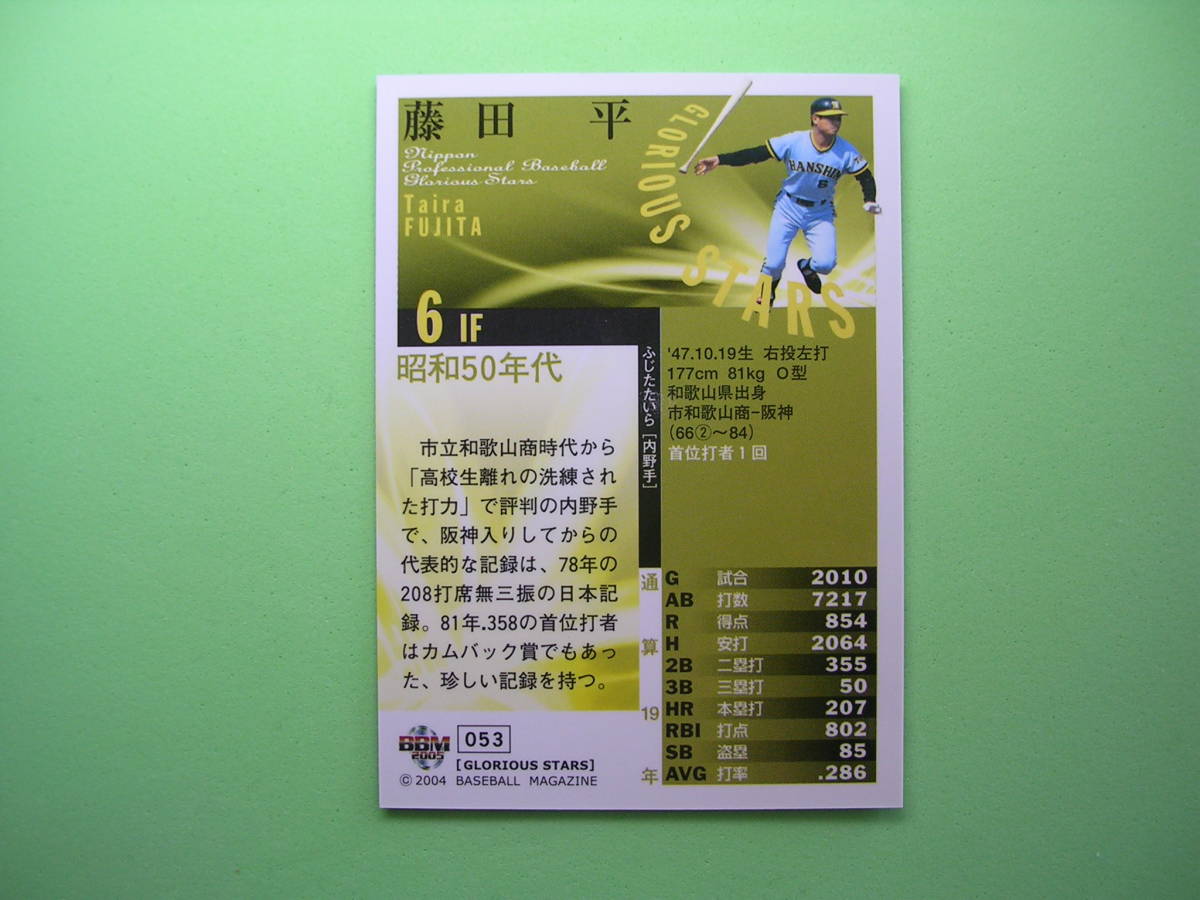 藤田 平
Nippon
Professional Baseball
Glorious Stars
Taira
FUJITA
GLORIOUS STARS
HANSHIN
6
6 IF
昭和50年代
ふじたたいら [内野手]
'47.10.19生 右投左打
177cm 81kg O型
和歌山県出身
市和歌山商−阪神
(66②〜84)
首位打者1回
市立和歌山商時代から
「高校生離れの洗練され
た打力」で評判の内野手
で、阪神入りしてからの
代表的な記録は、78年の
208打席無三振の日本記
録。81年.358の首位打者
はカムバック賞でもあっ
た、珍しい記録を持つ。
通算19年
G 試合 2010
AB 打数 7217
R 得点 854
H 安打 2064
2B 二塁打 355
3B 三塁打 50
HR 本塁打 207
RBI 打点 802
SB 盗塁 85
AVG 打率 .286
BBM
2005
053
[GLORIOUS STARS]
© 2004 BASEBALL MAGAZINE